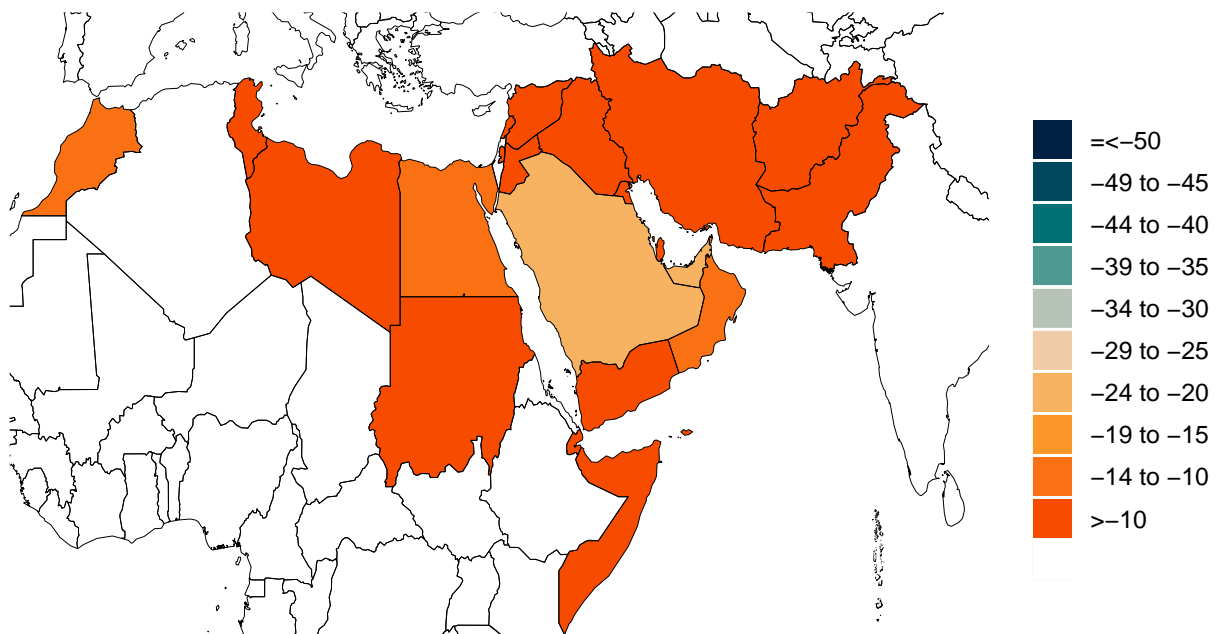 =<−50
−49 to −45
−44 to −40
−39 to −35
−34 to −30
−29 to −25
−24 to −20
−19 to −15
−14 to −10
>−10